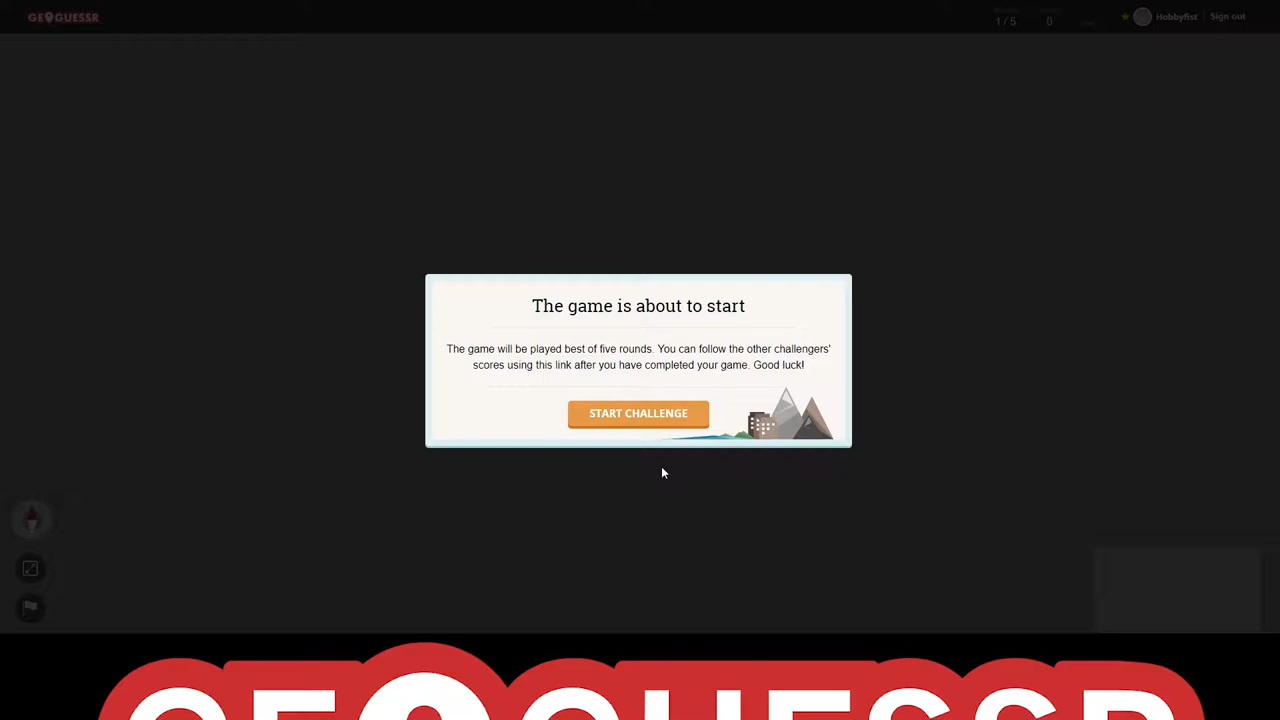 GEOGUESSR
1 / 5
0
Hobbyfist
Sign out
The game is about to start
The game will be played best of five rounds. You can follow the other challengers'
scores using this link after you have completed your game. Good luck!
START CHALLENGE
GEOGUESSR